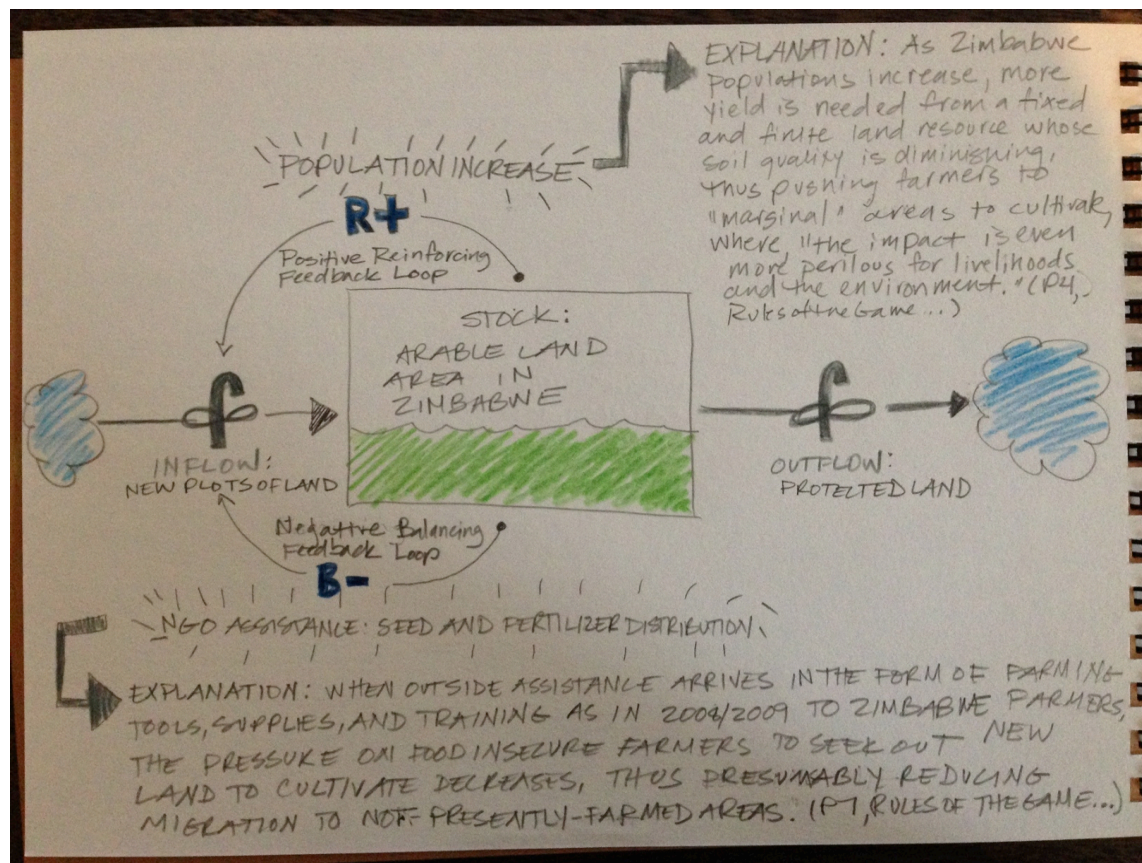 EXPLANATION: As Zimbabwe
populations increase, more
yield is needed from a fixed
and finite land resource whose
soil quality is diminishing,
thus pushing farmers to
"marginal" areas to cultivate,
where "the impact is even
more perilous for livelihoods
and the environment." (P4,
Rules of the Game...)
POPULATION INCREASE
R+
Positive Reinforcing
Feedback Loop
STOCK:
ARABLE LAND
AREA IN
ZIMBABWE
INFLOW:
NEW PLOTS OF LAND
OUTFLOW:
PROTECTED LAND
Negative Balancing
Feedback Loop
B-
NGO ASSISTANCE: SEED AND FERTILIZER DISTRIBUTION
EXPLANATION: WHEN OUTSIDE ASSISTANCE ARRIVES IN THE FORM OF FARMING
TOOLS, SUPPLIES, AND TRAINING AS IN 2008/2009 TO ZIMBABWE FARMERS,
THE PRESSURE ON FOOD INSECURE FARMERS TO SEEK OUT NEW
LAND TO CULTIVATE DECREASES, THUS PRESUMABLY REDUCING
MIGRATION TO NOT-PRESENTLY-FARMED AREAS. (P7, RULES OF THE GAME...)